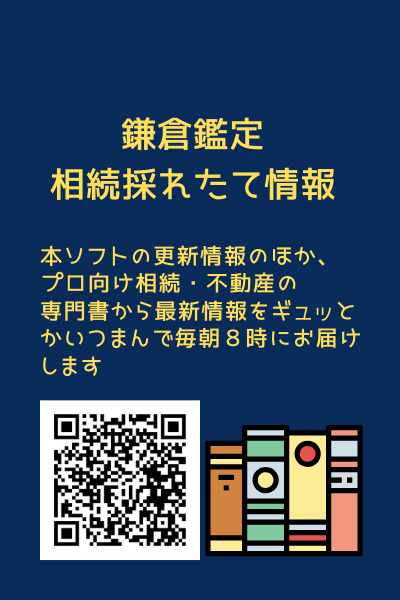 鎌倉鑑定
相続採れたて情報
本ソフトの更新情報のほか、
プロ向け相続・不動産の
専門書から最新情報をギュッと
かいつまんで毎朝８時にお届け
します